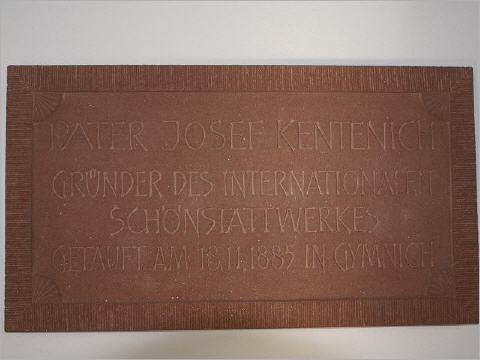 PATER JOSEF KENTENICH
GRÜNDER DES INTERNATIONALEN
SCHÖNSTATTWERKES
GETAUFT AM 18.11.1885 IN GYMNICH